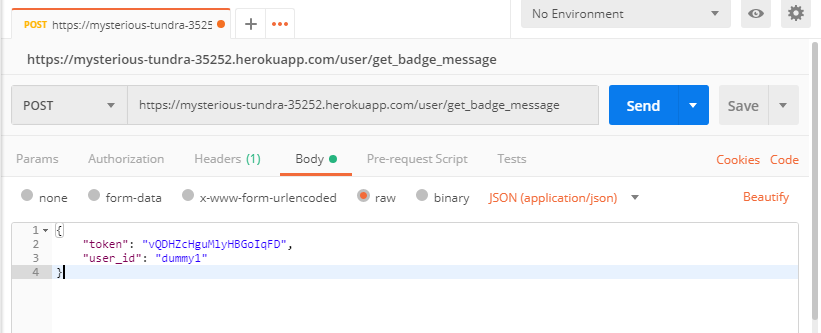 POST https://mysterious-tundra-3525
No Environment
https://mysterious-tundra-35252.herokuapp.com/user/get_badge_message
POST https://mysterious-tundra-35252.herokuapp.com/user/get_badge_message Send Save
Params Authorization Headers (1) Body Pre-request Script Tests Cookies Code
none form-data x-www-form-urlencoded raw binary JSON (application/json) Beautify
1 {
2 "token": "vQDHZcHguMlyHBGoIqFD",
3 "user_id": "dummy1"
4 }